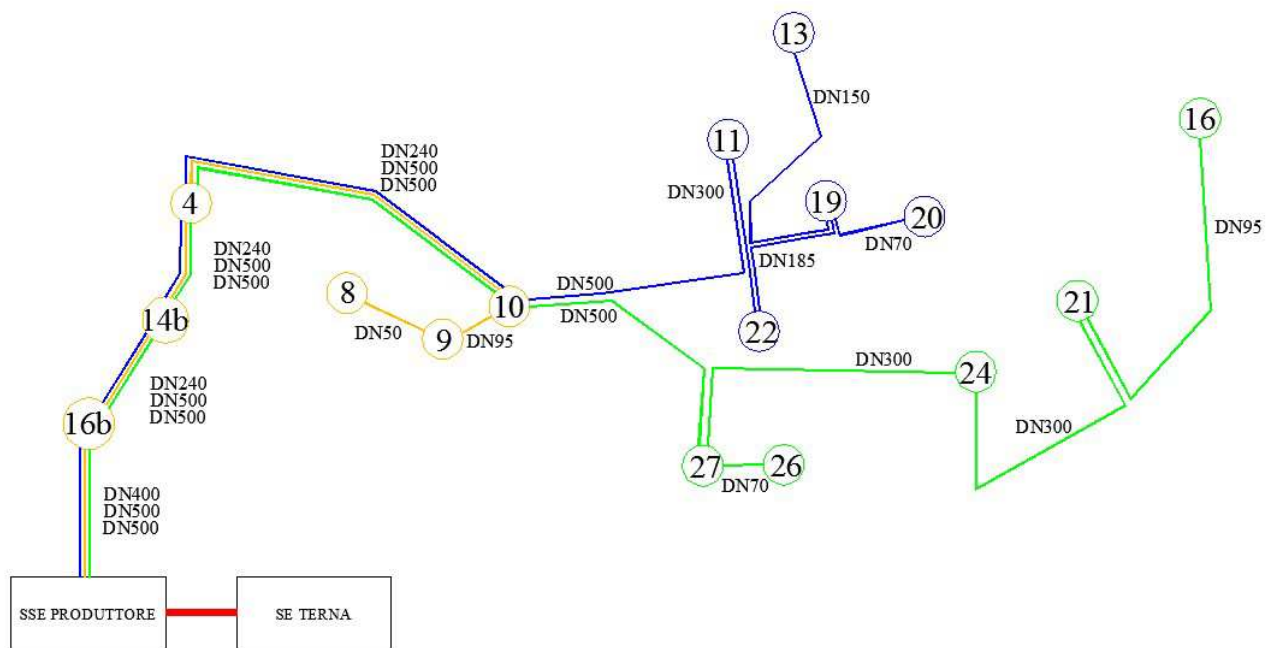 13
DN150
16
11
DN240
DN500
DN500
DN300
4
19
20
DN70
DN95
DN240
DN500
DN500
DN185
8
10
DN500
DN500
21
14b
DN50
9
DN95
22
DN300
24
DN240
DN500
DN500
16b
DN300
27
26
DN70
DN400
DN500
DN500
SSE PRODUTTORE
SE TERNA